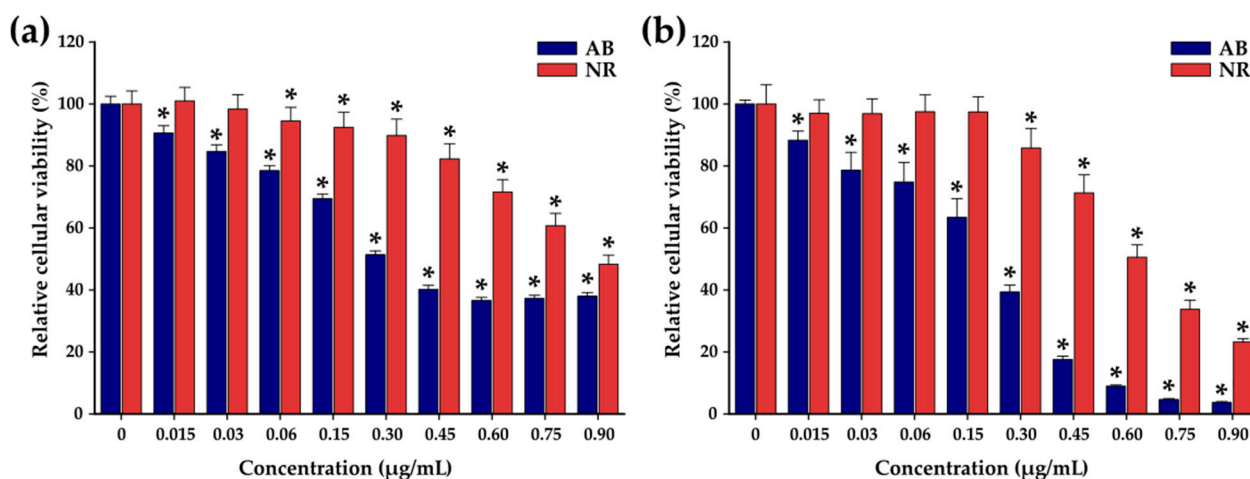 (a)
120
100
80
60
40
20
0
Relative cellular viability (%)
AB
NR
* * * * * * * * * * * * * * * *
0 0.015 0.03 0.06 0.15 0.30 0.45 0.60 0.75 0.90
Concentration (µg/mL)
(b)
120
100
80
60
40
20
0
Relative cellular viability (%)
AB
NR
* * * * * * * * * * * * * *
0 0.015 0.03 0.06 0.15 0.30 0.45 0.60 0.75 0.90
Concentration (µg/mL)